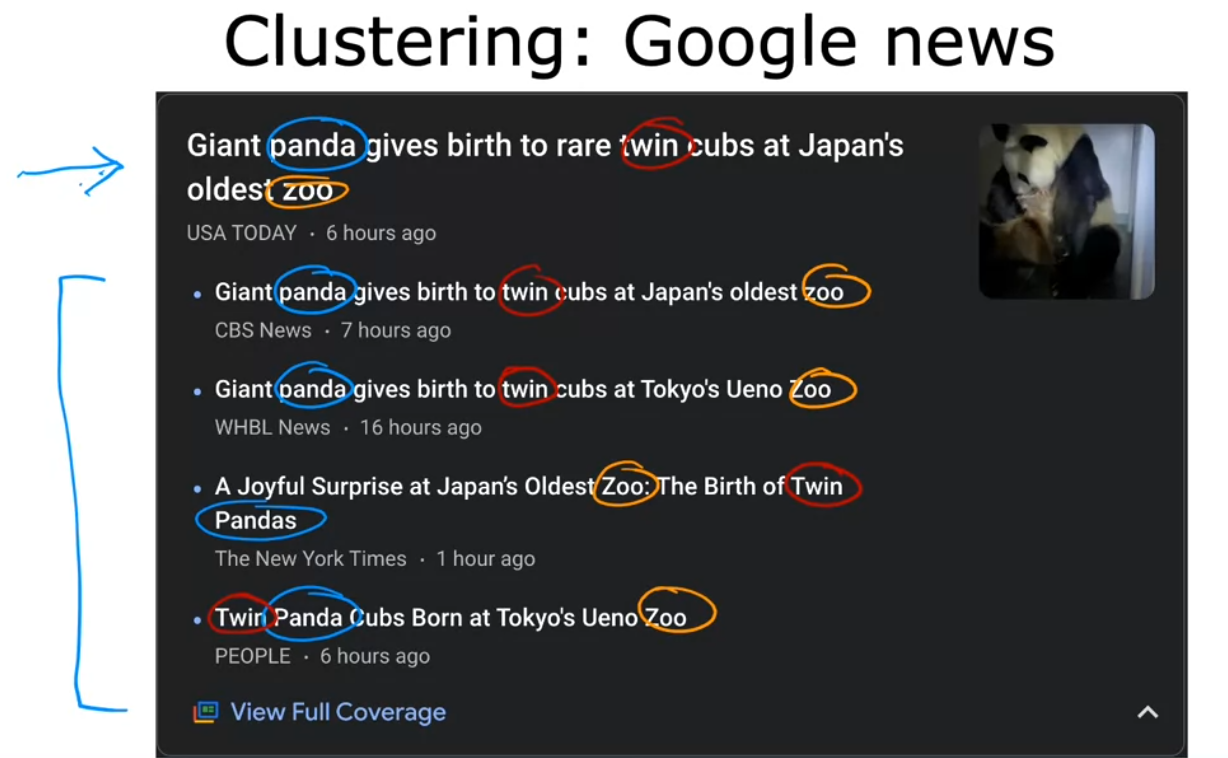 Clustering: Google news
Giant panda gives birth to rare twin cubs at Japan's
oldest zoo
USA TODAY · 6 hours ago
• Giant panda gives birth to twin cubs at Japan's oldest zoo
CBS News · 7 hours ago
• Giant panda gives birth to twin cubs at Tokyo's Ueno Zoo
WHBL News · 16 hours ago
• A Joyful Surprise at Japan’s Oldest Zoo: The Birth of Twin
Pandas
The New York Times · 1 hour ago
• Twin Panda Cubs Born at Tokyo's Ueno Zoo
PEOPLE · 6 hours ago
View Full Coverage